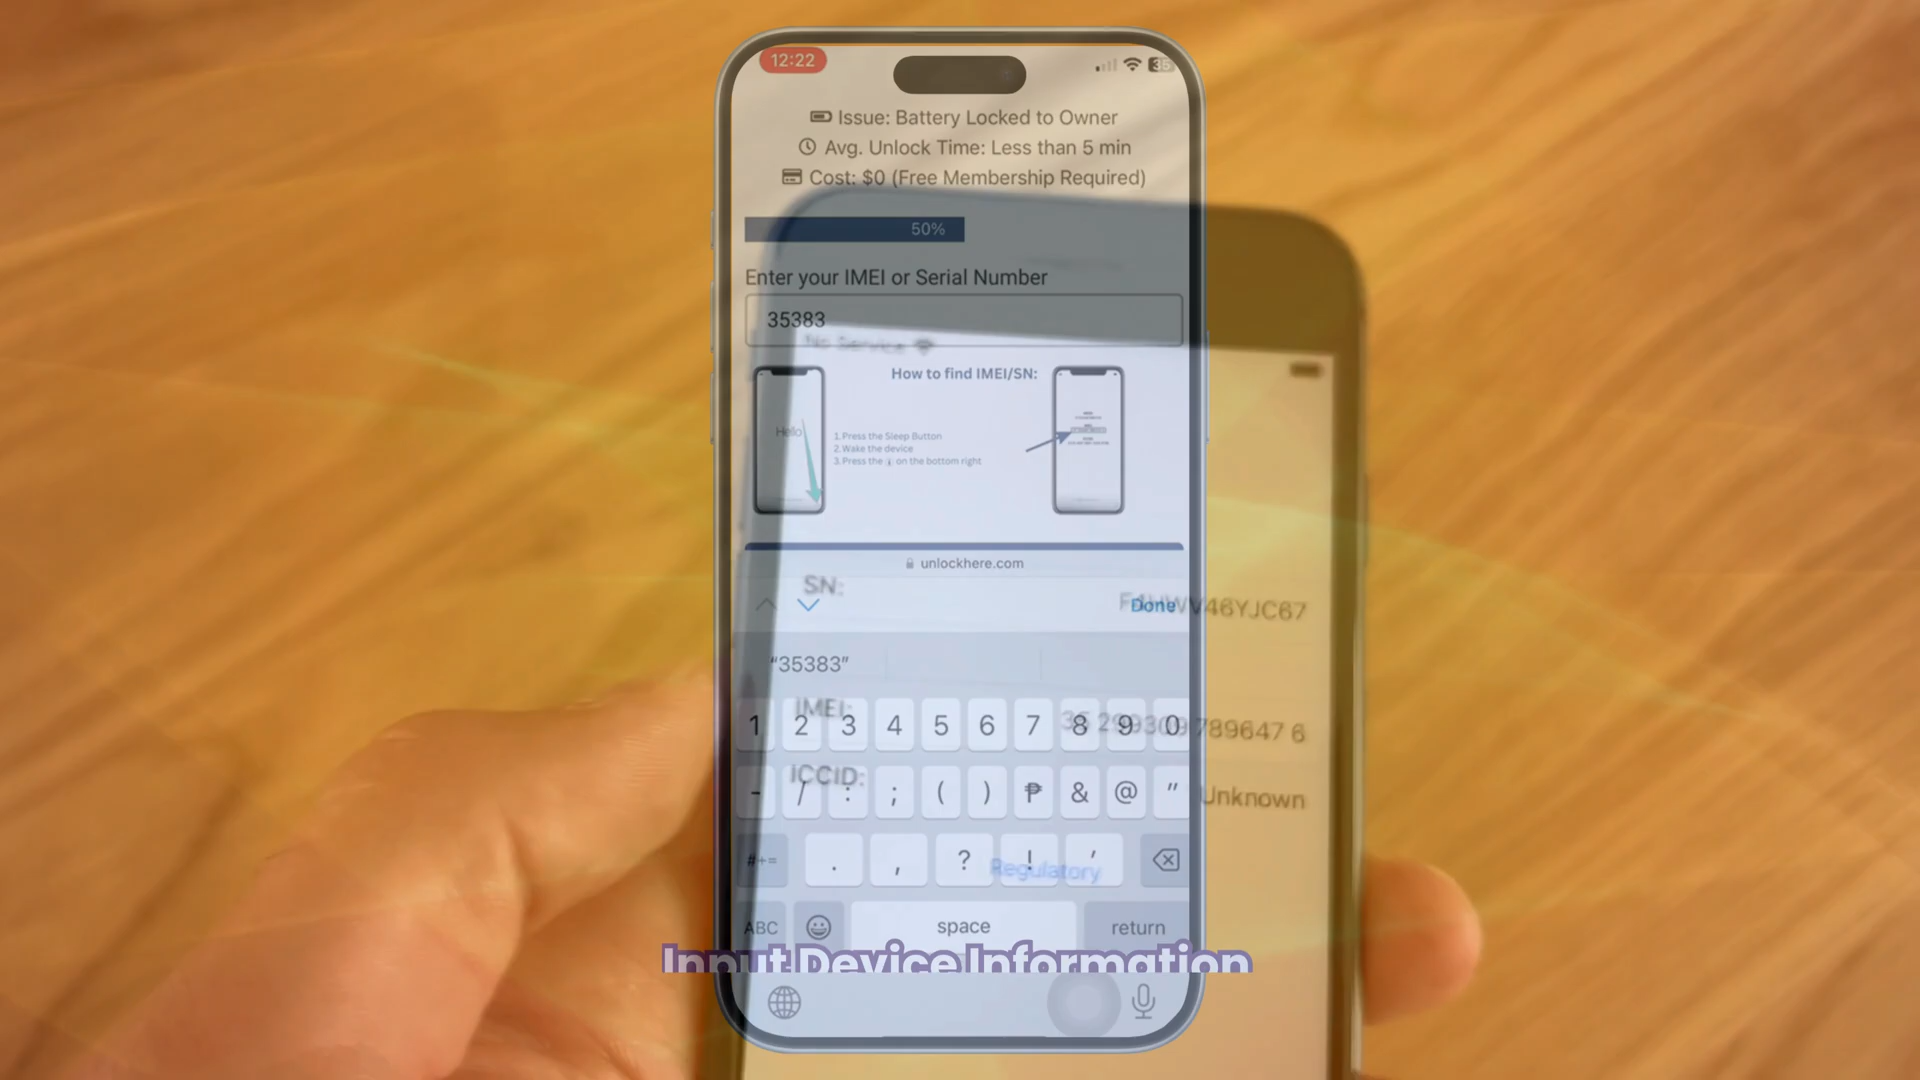 12:22
35
Issue: Battery Locked to Owner
Avg. Unlock Time: Less than 5 min
Cost: $0 (Free Membership Required)
50%
Enter your IMEI or Serial Number
35383
No Service
How to find IMEI/SN:
Hello
1. Press the Sleep Button
2. Wake the device
3. Press the i on the bottom right
unlockhere.com
SN:
Done
V46YJC67
"35383"
IMEI:
35 299309 789647 6
1 2 3 4 5 6 7 8 9 0
ICCID:
Unknown
- / : ; ( ) ₱ & @ "
#+= . , ? ! '
Regulatory
ABC space return
Input Device Information